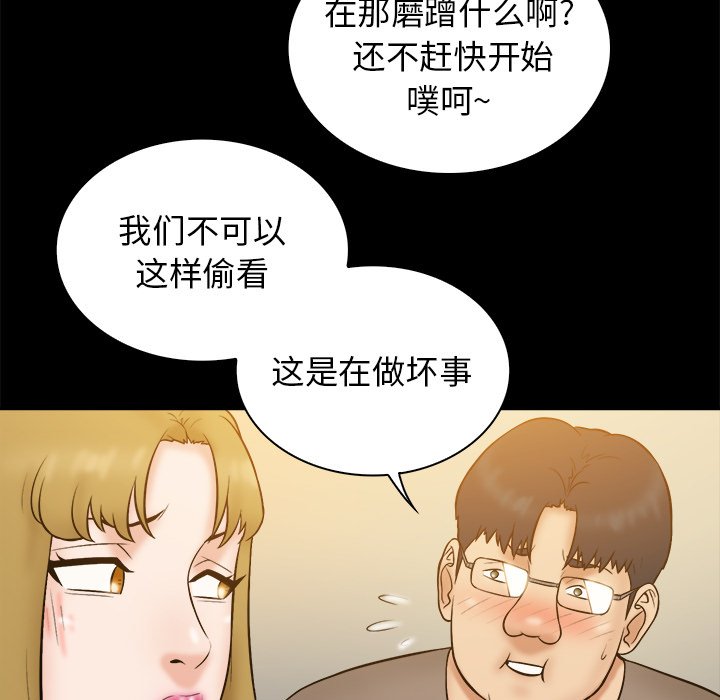 在那磨蹭什么啊?
还不赶快开始
噗呵~
我们不可以
这样偷看
这是在做坏事